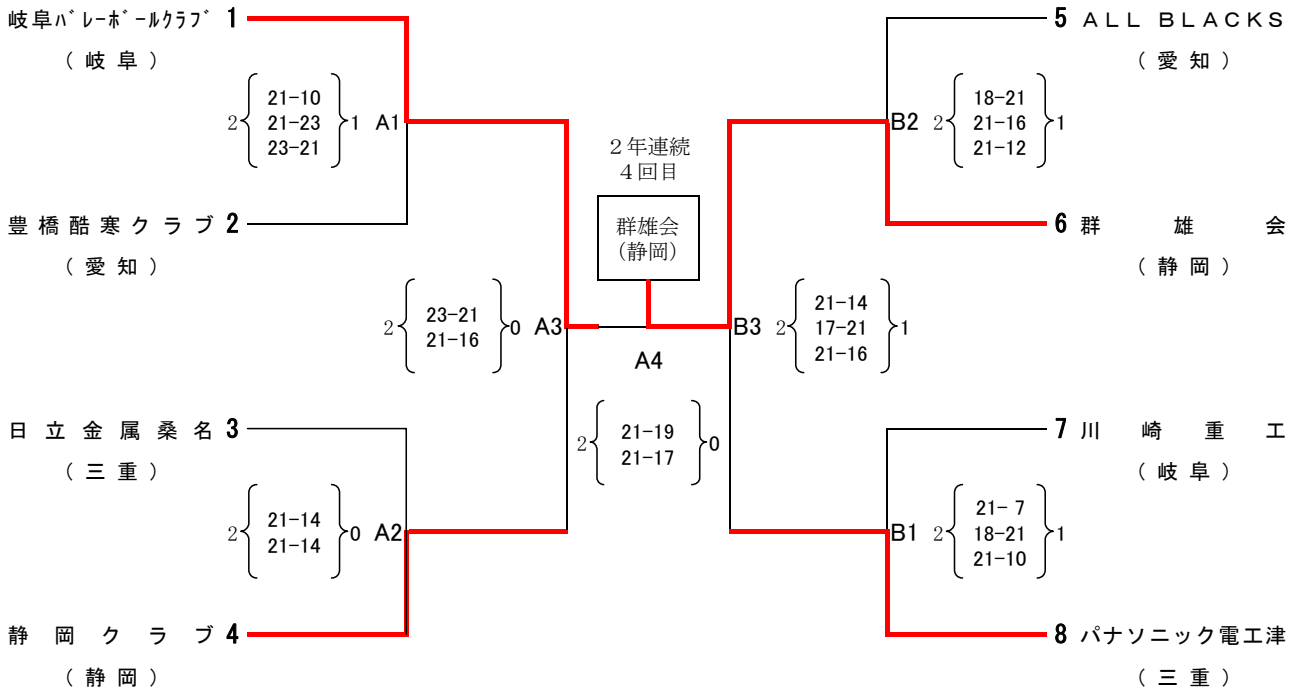 岐阜ﾊﾞﾚｰﾎﾞｰﾙｸﾗﾌﾞ 1
（ 岐 阜 ）
2 21-10 1 A1
21-23
23-21
豊 橋 酷 寒 ク ラ ブ 2
（ 愛 知 ）
2 23-21 0 A3
21-16
日 立 金 属 桑 名 3
（ 三 重 ）
2 21-14 0 A2
21-14
静 岡 ク ラ ブ 4
（ 静 岡 ）
２年連続
４回目
群雄会
(静岡)
A4
2 21-19 0
21-17
5 ＡＬＬ ＢＬＡＣＫＳ
（ 愛 知 ）
B2 2 18-21 1
21-16
21-12
6 群 雄 会
（ 静 岡 ）
B3 2 21-14 1
17-21
21-16
7 川 崎 重 工
（ 岐 阜 ）
B1 2 21- 7 1
18-21
21-10
8 パナソニック電工津
（ 三 重 ）